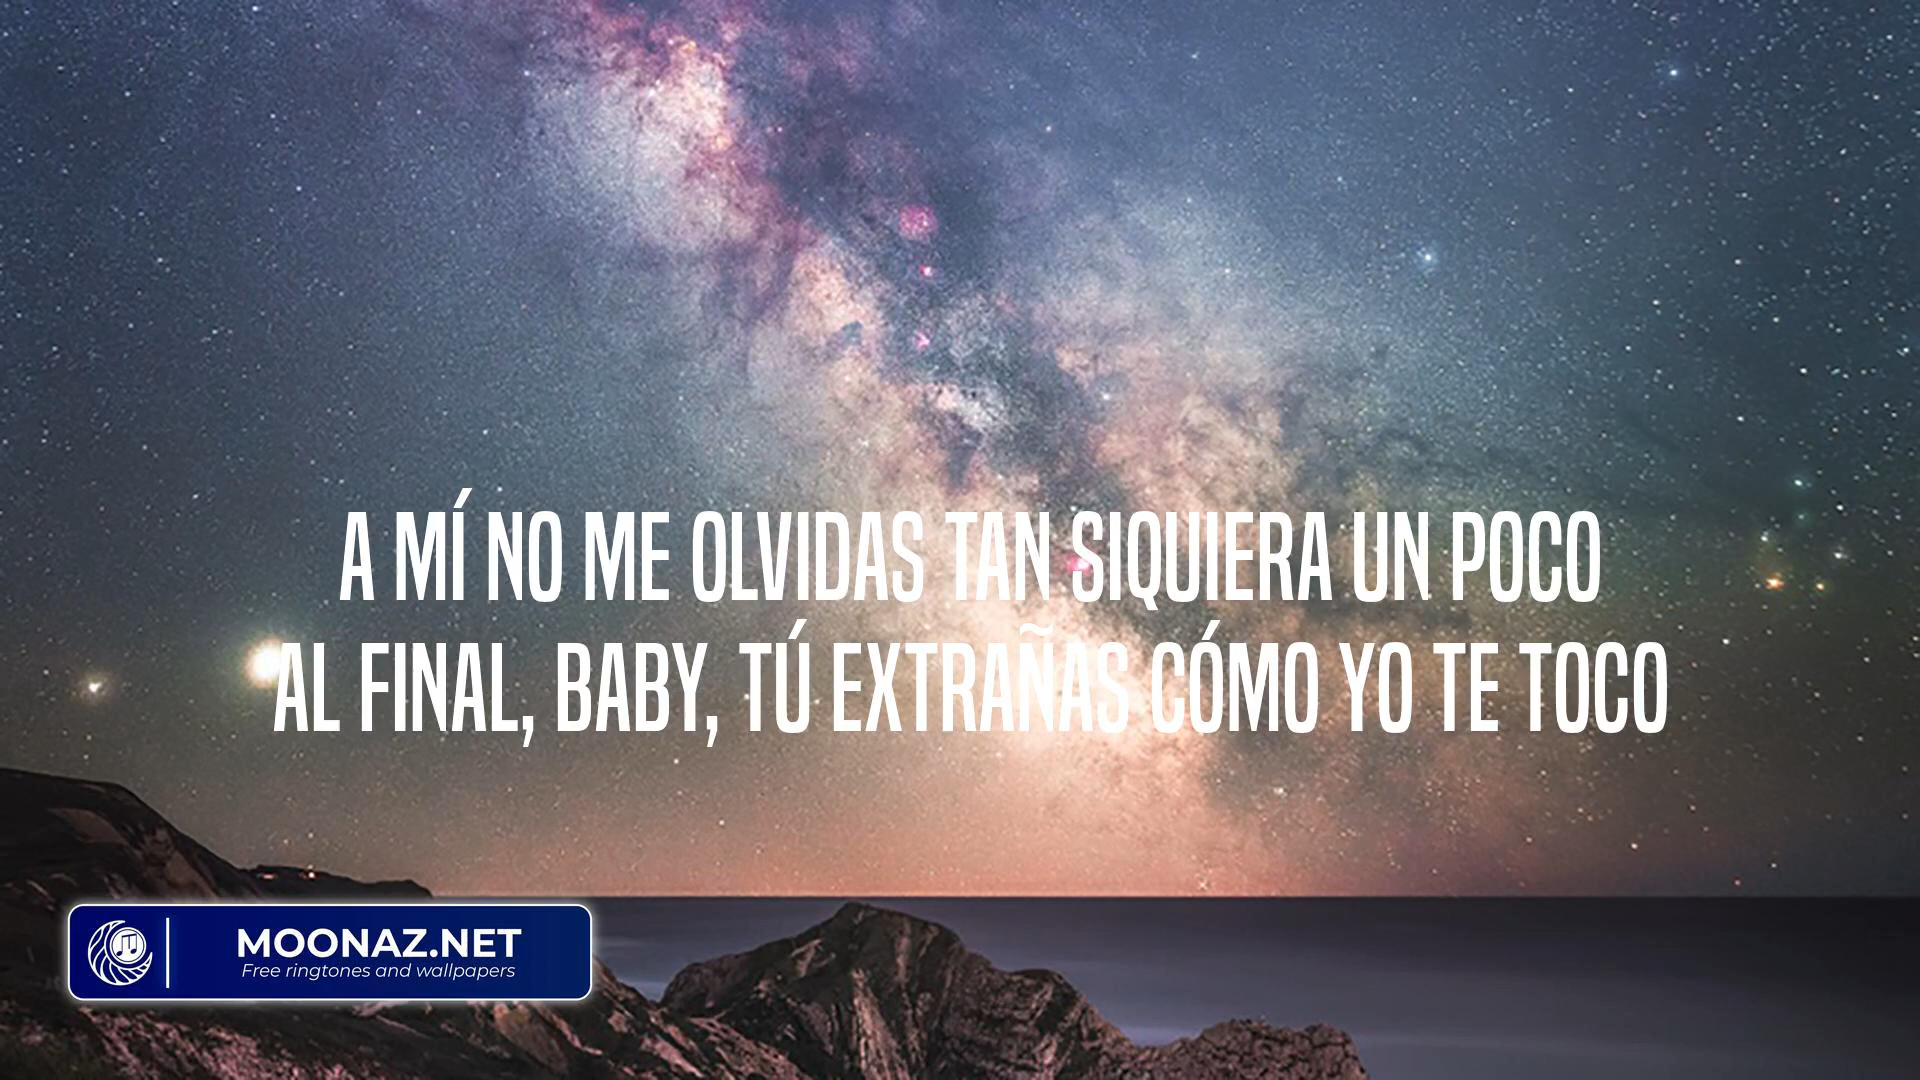 A MÍ NO ME OLVIDAS TAN SIQUIERA UN POCO
AL FINAL, BABY, TÚ EXTRAÑAS CÓMO YO TE TOCO
MOONAZ.NET
Free ringtones and wallpapers